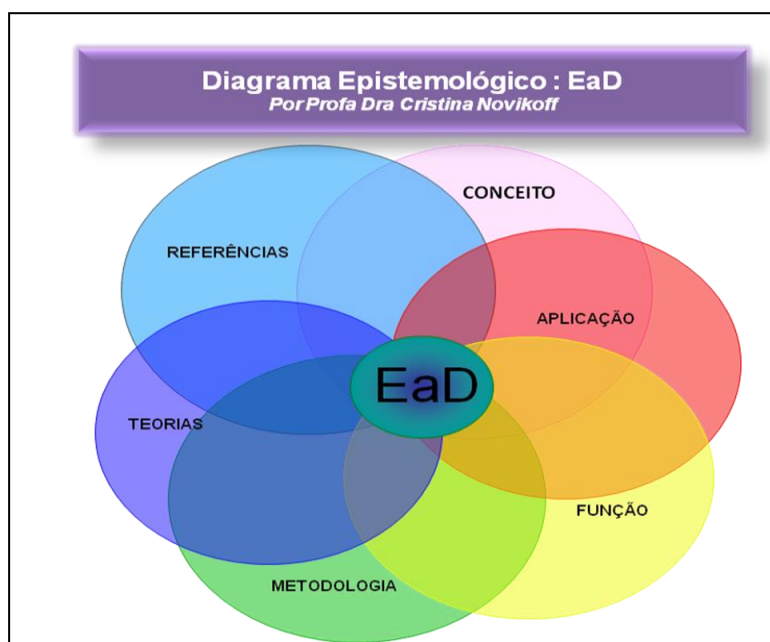 Diagrama Epistemológico : EaD
Por Profa Dra Cristina Novikoff
CONCEITO
REFERÊNCIAS
APLICAÇÃO
EaD
TEORIAS
FUNÇÃO
METODOLOGIA